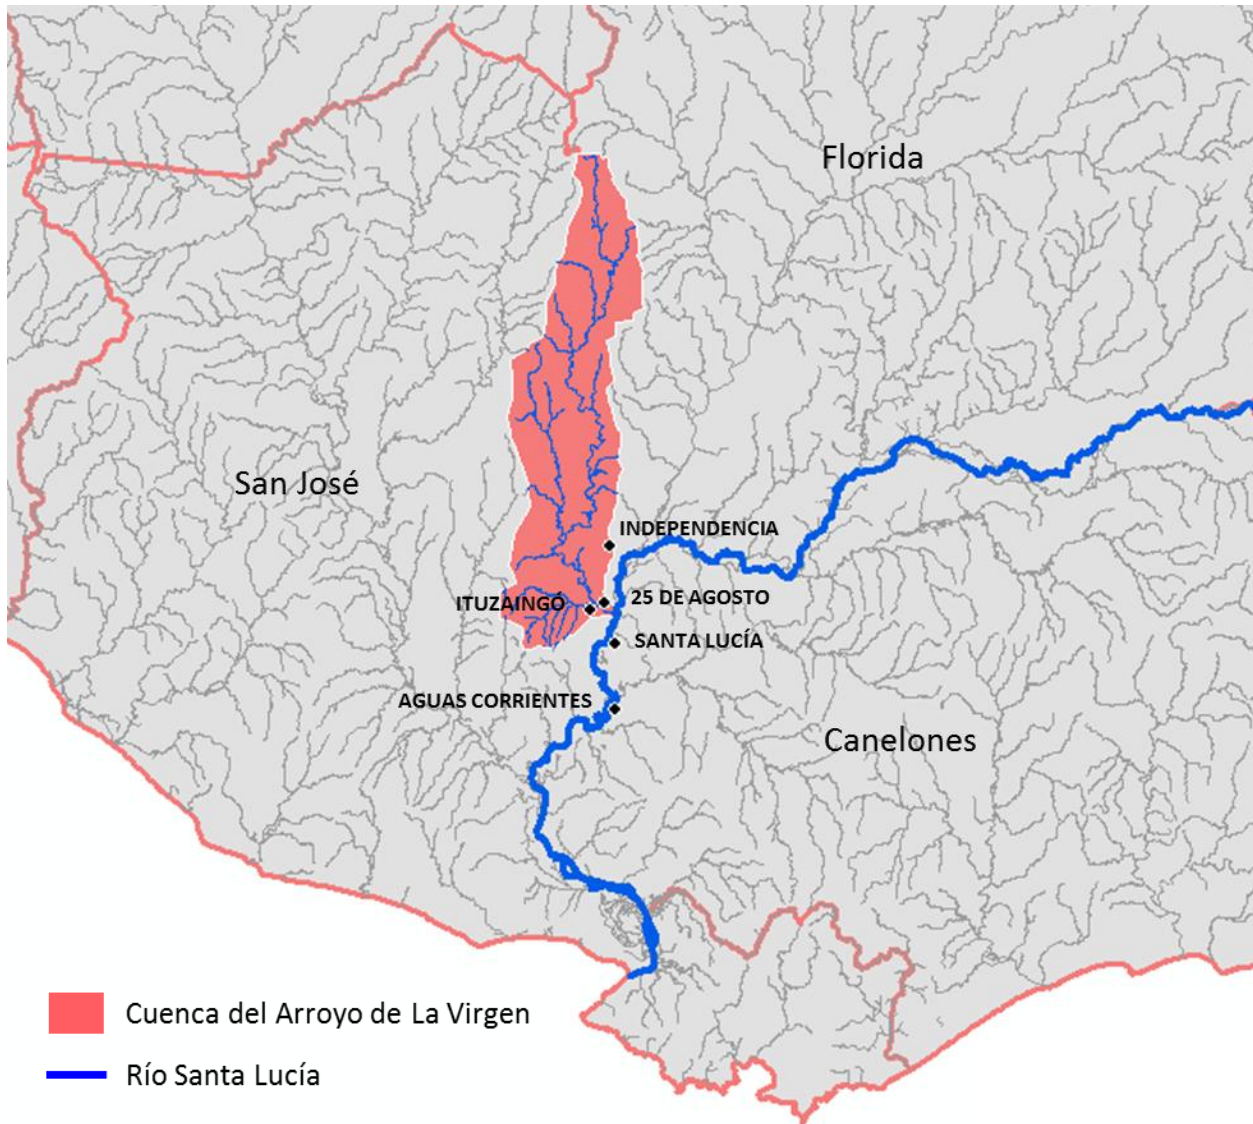 Florida
San José
INDEPENDENCIA
ITUZAINGÓ
25 DE AGOSTO
SANTA LUCÍA
AGUAS CORRIENTES
Canelones
Cuenca del Arroyo de La Virgen
Río Santa Lucía